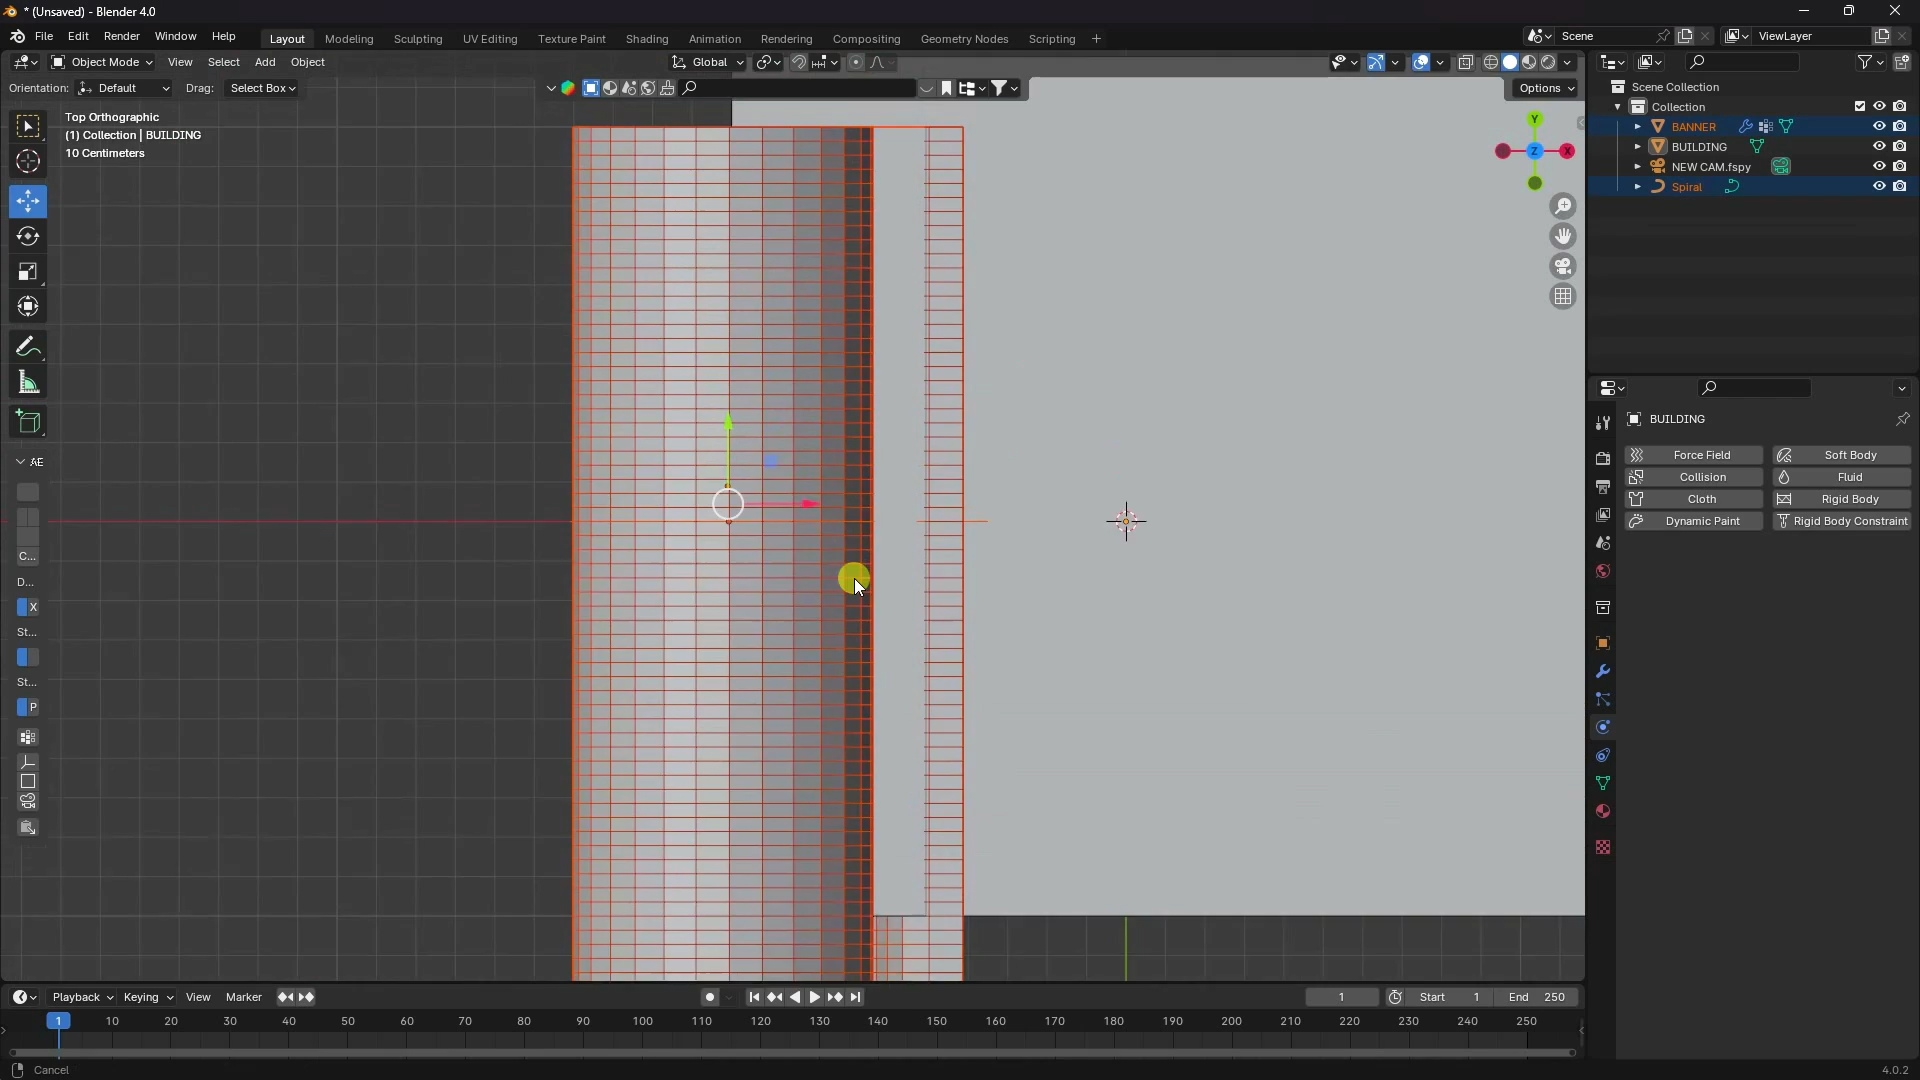 * (Unsaved) - Blender 4.0
File Edit Render Window Help Layout Modeling Sculpting UV Editing Texture Paint Shading Animation Rendering Compositing Geometry Nodes Scripting + Scene ViewLayer
Object Mode View Select Add Object Global
Orientation: Default Drag: Select Box Options
Top Orthographic
(1) Collection | BUILDING
10 Centimeters
Y
Z
X
Scene Collection
Collection
BANNER
BUILDING
NEW CAM.fspy
Spiral
BUILDING
Force Field Soft Body
Collision Fluid
Cloth Rigid Body
Dynamic Paint Rigid Body Constraint
AE
C...
D...
X
St...
St...
P
Playback Keying View Marker 1 Start 1 End 250
1 10 20 30 40 50 60 70 80 90 100 110 120 130 140 150 160 170 180 190 200 210 220 230 240 250
Cancel 4.0.2